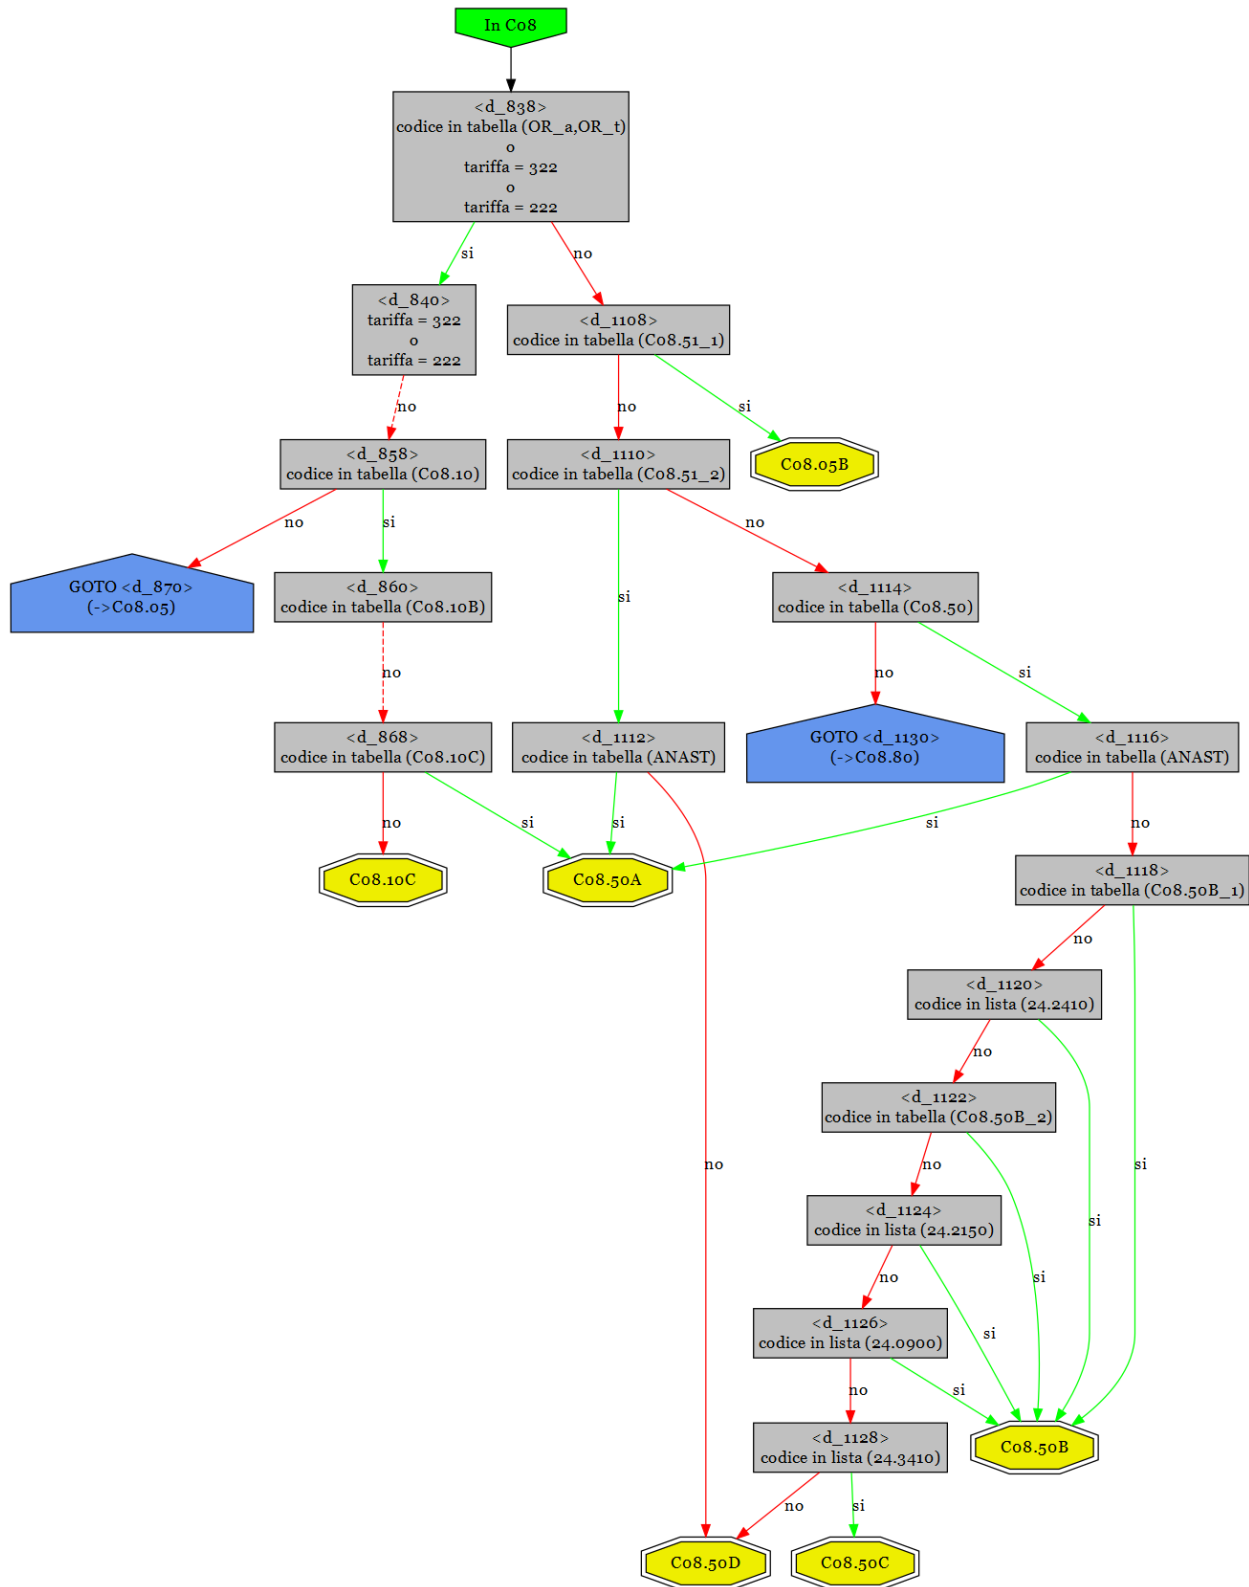 In C08
<d_838>
codice in tabella (OR_a,OR_t)
o
tariffa = 322
o
tariffa = 222
si
no
<d_840>
tariffa = 322
o
tariffa = 222
<d_1108>
codice in tabella (C08.51_1)
no
no
si
<d_858>
codice in tabella (C08.10)
<d_1110>
codice in tabella (C08.51_2)
C08.05B
no
si
si
no
GOTO <d_870>
(->C08.05)
<d_860>
codice in tabella (C08.10B)
<d_1114>
codice in tabella (C08.50)
no
no
si
<d_868>
codice in tabella (C08.10C)
<d_1112>
codice in tabella (ANAST)
GOTO <d_1130>
(->C08.80)
<d_1116>
codice in tabella (ANAST)
no
si
si
si
no
C08.10C
C08.50A
<d_1118>
codice in tabella (C08.50B_1)
no
<d_1120>
codice in lista (24.2410)
no
<d_1122>
codice in tabella (C08.50B_2)
no
no
si
<d_1124>
codice in lista (24.2150)
si
no
si
<d_1126>
codice in lista (24.0900)
si
no
si
<d_1128>
codice in lista (24.3410)
C08.50B
no
si
C08.50D
C08.50C